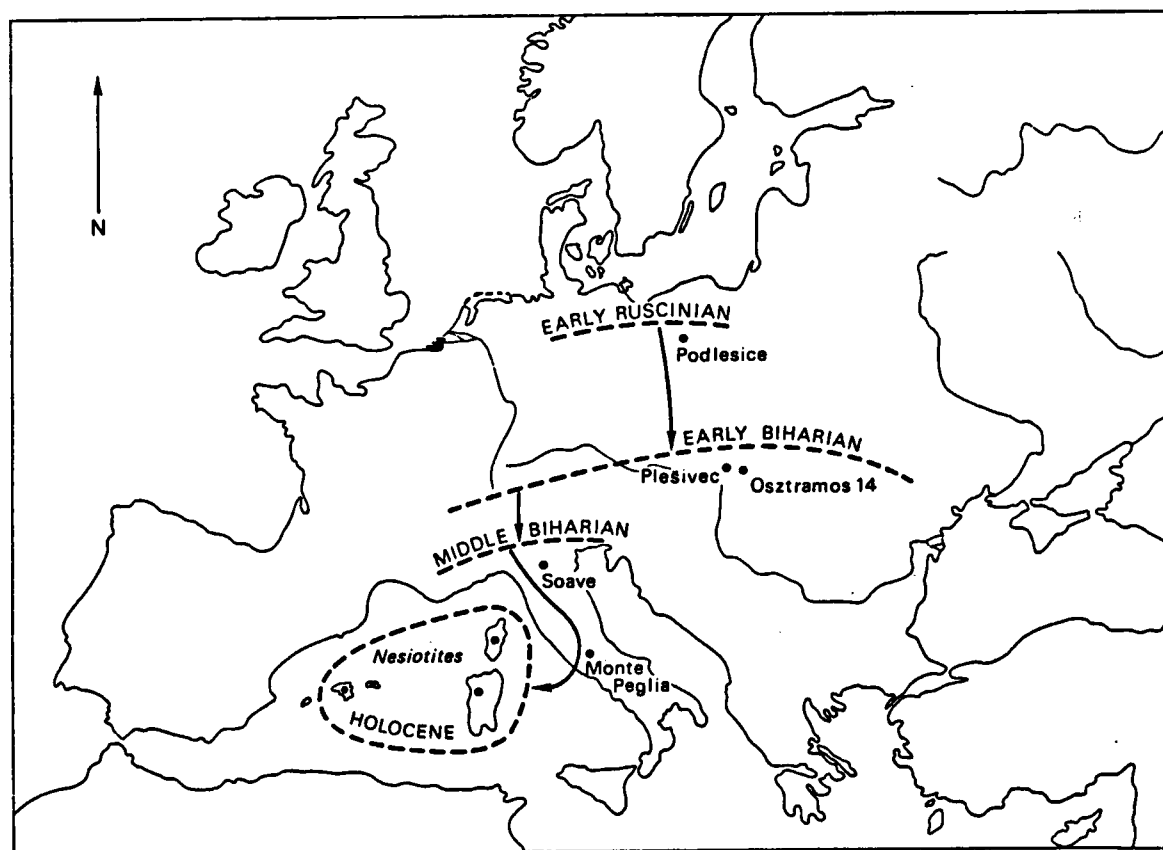 N
EARLY RUSCINIAN
Podlesice
EARLY BIHARIAN
Plešivec
Osztramos 14
MIDDLE BIHARIAN
Soave
Nesiotites
Monte
Peglia
HOLOCENE